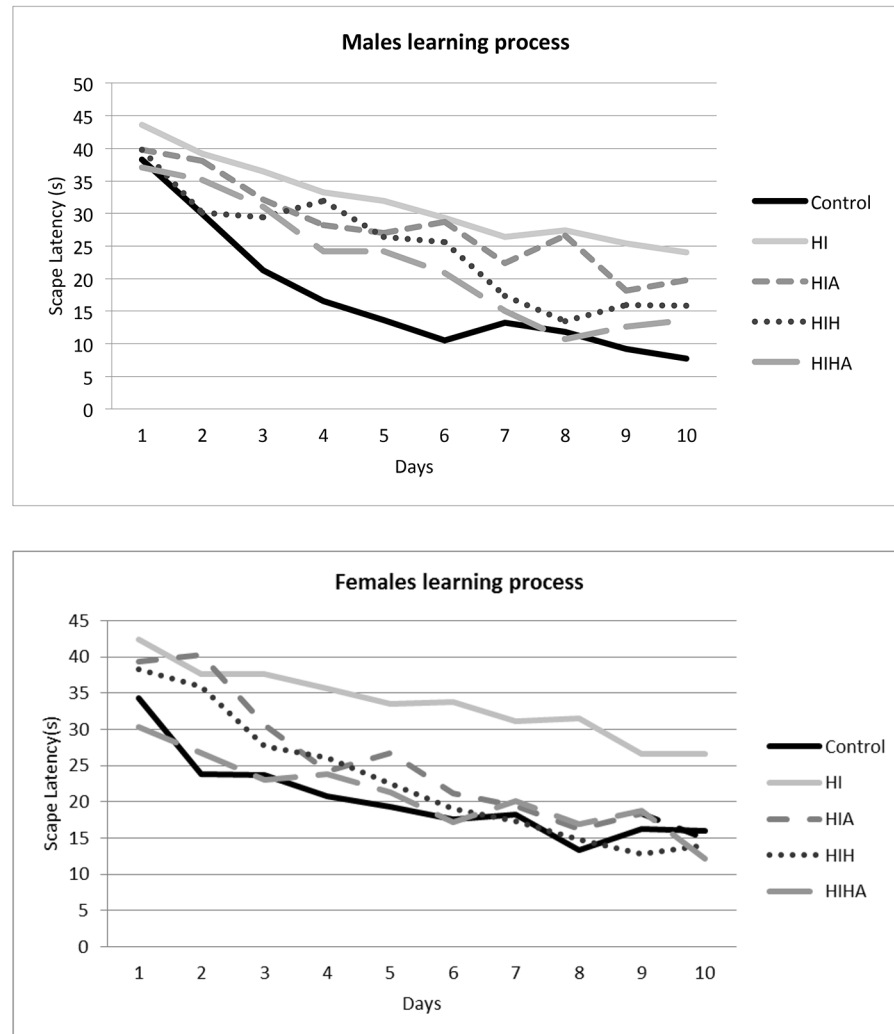 Males learning process
50
45
40
35
30
25
20
15
10
5
0
Scape Latency (s)
1 2 3 4 5 6 7 8 9 10
Days
Control
HI
HIA
HIH
HIHA
Females learning process
45
40
35
30
25
20
15
10
5
0
Scape Latency(s)
1 2 3 4 5 6 7 8 9 10
Days
Control
HI
HIA
HIH
HIHA